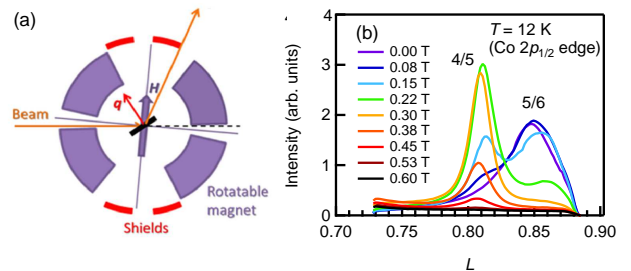 (a)
Beam
q
H
Rotatable
magnet
Shields
(b)
T = 12 K
(Co 2p1/2 edge)
0.00 T
0.08 T
0.15 T
0.22 T
0.30 T
0.38 T
0.45 T
0.53 T
0.60 T
4/5
5/6
Intensity (arb. units)
4
3
2
1
0
0.70
0.75
0.80
0.85
0.90
L